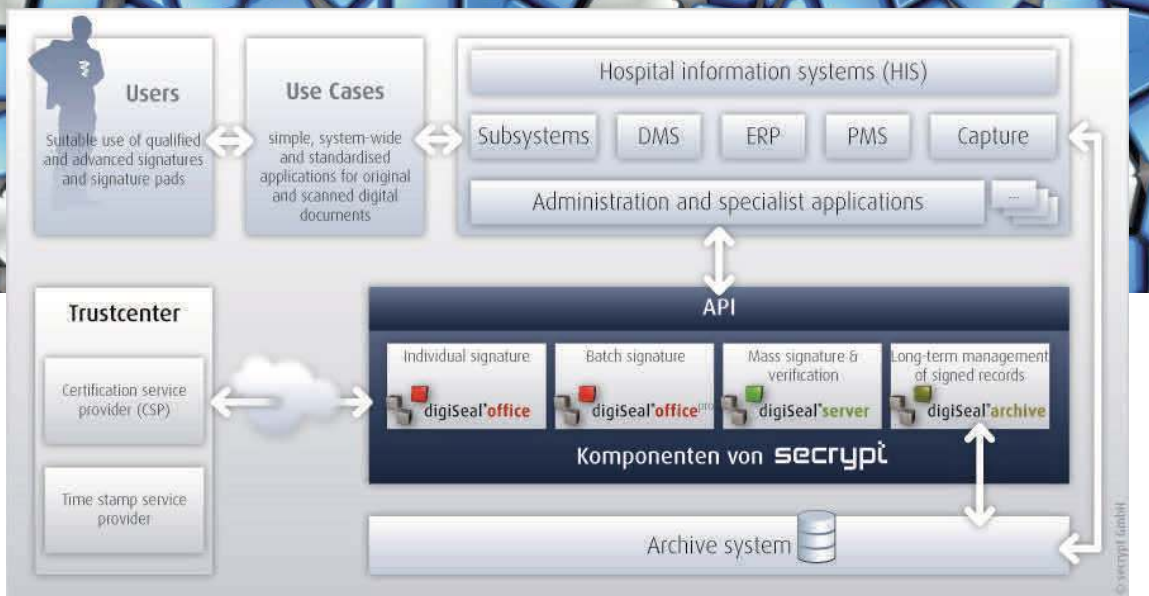 Users
Suitable use of qualified
and advanced signatures
and signature pads
Use Cases
simple, system-wide
and standardised
applications for original
and scanned digital
documents
Hospital information systems (HIS)
Subsystems
DMS
ERP
PMS
Capture
Administration and specialist applications
...
Trustcenter
Certification service
provider (CSP)
Time stamp service
provider
API
Individual signature
digiSeal®office
Batch signature
digiSeal®office pro
Mass signature &
verification
digiSeal®server
Long-term management
of signed records
digiSeal®archive
Komponenten von secrypt
Archive system
© secrypt GmbH